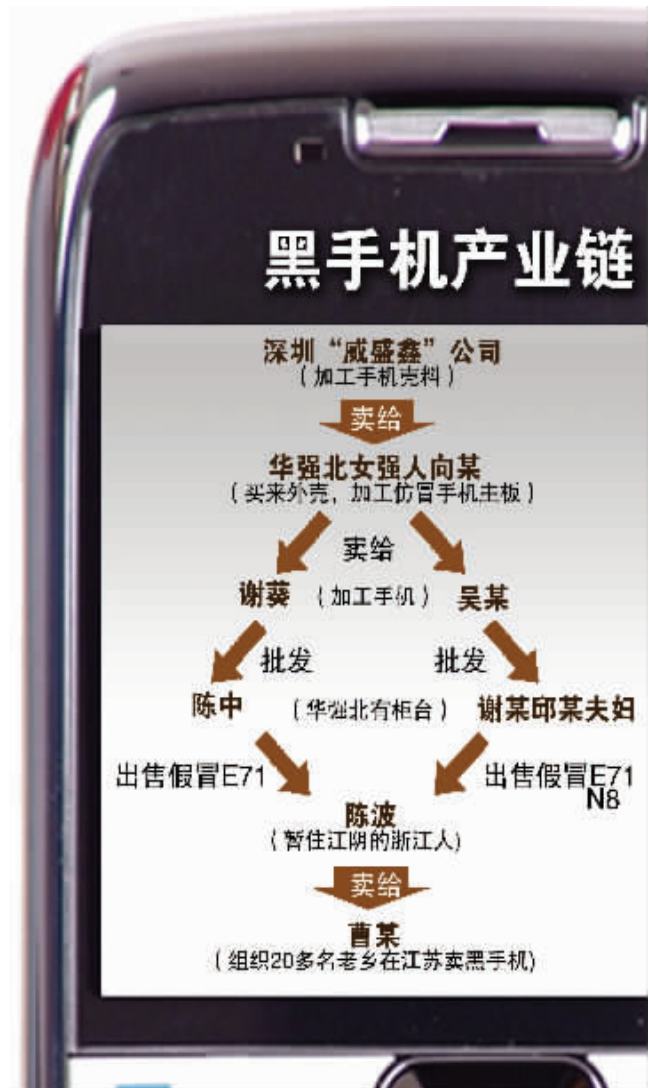 黑手机产业链
深圳“威盛鑫”公司
（加工手机壳料）
卖给
华强北女强人向某
（买来外壳，加工仿冒手机主板）
卖给
谢葵 （加工手机） 吴某
批发 批发
陈中 （华强北有柜台） 谢某邱某夫妇
出售假冒E71 出售假冒E71
N8
陈波
（暂住江阴的浙江人)
卖给
曹某
（组织20多名老乡在江苏卖黑手机)